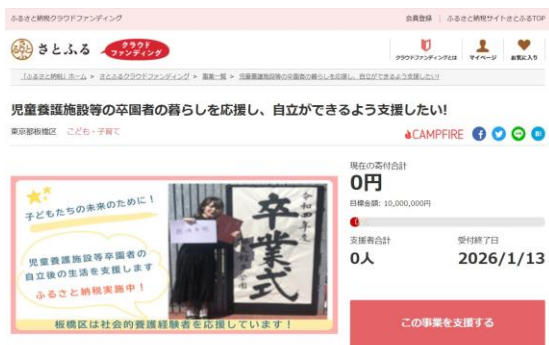 ふるさと納税クラウドファンディング
会員登録 | ふるさと納税サイトさとふるTOP
さとふる
クラウド
ファンディング
クラウドファンディングとは
マイページ
お気に入り
「ふるさと納税」ホーム > さとふるクラウドファンディング > 事業一覧 > 児童養護施設等の卒園者の暮らしを応援し、自立ができるよう支援したい!
児童養護施設等の卒園者の暮らしを応援し、自立ができるよう支援したい!
東京都板橋区 こども・子育て
CAMPFIRE
子どもたちの未来のために!
児童養護施設等卒園者の
自立後の生活を支援します
ふるさと納税実施中!
令和四年度
卒業式
板橋区は社会的養護経験者を応援しています!
現在の寄付合計
0円
目標金額: 10,000,000円
支援者合計
0人
受付終了日
2026/1/13
この事業を支援する